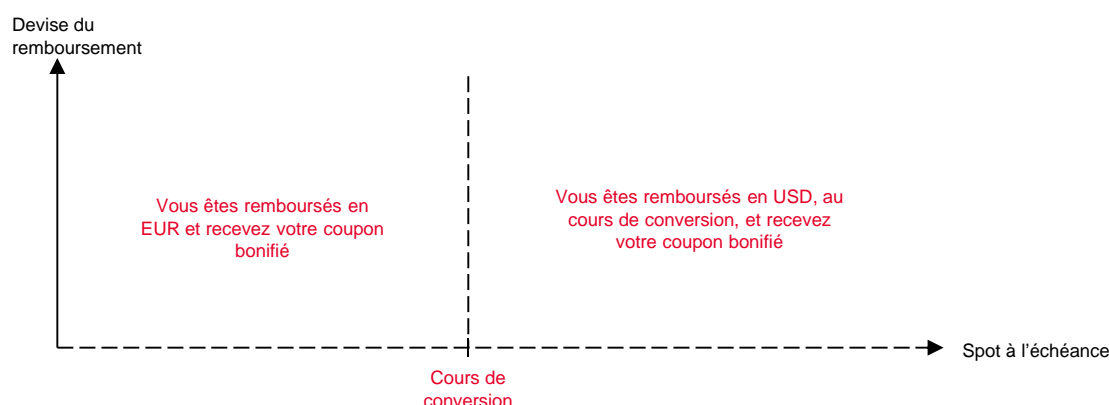 Devise du
remboursement
Vous êtes remboursés en
EUR et recevez votre coupon
bonifié
Vous êtes remboursés en USD, au
cours de conversion, et recevez
votre coupon bonifié
Spot à l’échéance
Cours de
conversion